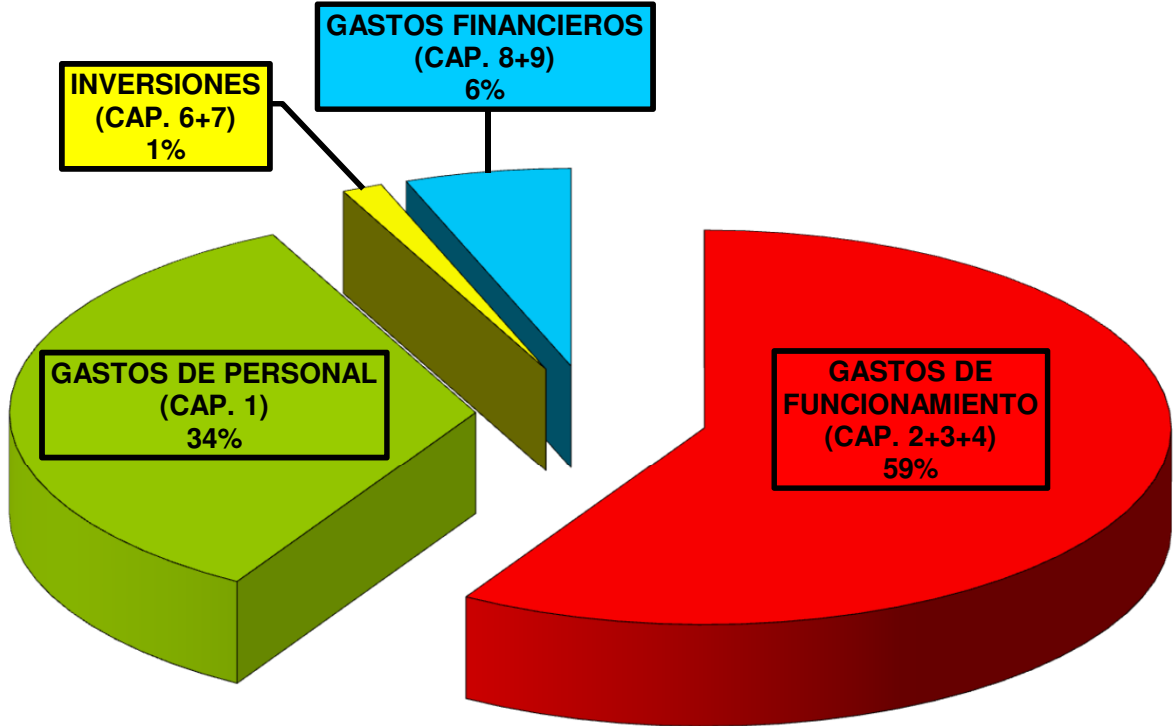 GASTOS FINANCIEROS
(CAP. 8+9)
6%
INVERSIONES
(CAP. 6+7)
1%
GASTOS DE PERSONAL
(CAP. 1)
34%
GASTOS DE
FUNCIONAMIENTO
(CAP. 2+3+4)
59%